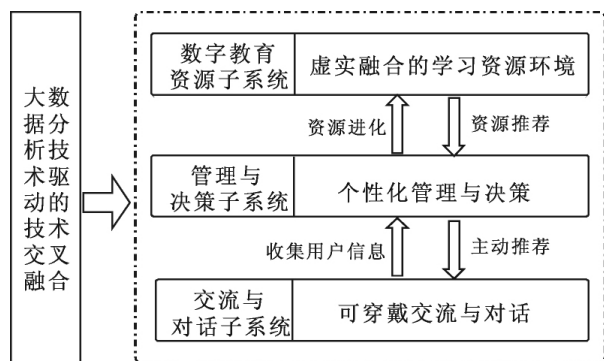 大数
据分
析技
术驱
动的
技术
交叉
融合
数字教育
资源子系统
虚实融合的学习资源环境
资源进化
资源推荐
管理与
决策子系统
个性化管理与决策
收集用户信息
主动推荐
交流与
对话子系统
可穿戴交流与对话